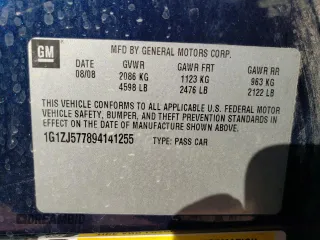 GM
MFD BY GENERAL MOTORS CORP.
DATE GVWR GAWR FRT GAWR RR
08/08 2086 KG 1123 KG 963 KG
4598 LB 2476 LB 2122 LB
THIS VEHICLE CONFORMS TO ALL APPLICABLE U.S. FEDERAL MOTOR
VEHICLE SAFETY, BUMPER, AND THEFT PREVENTION STANDARDS IN
EFFECT ON THE DATE OF MANUFACTURE SHOWN ABOVE.
1G1ZJ577894141255 TYPE: PASS CAR